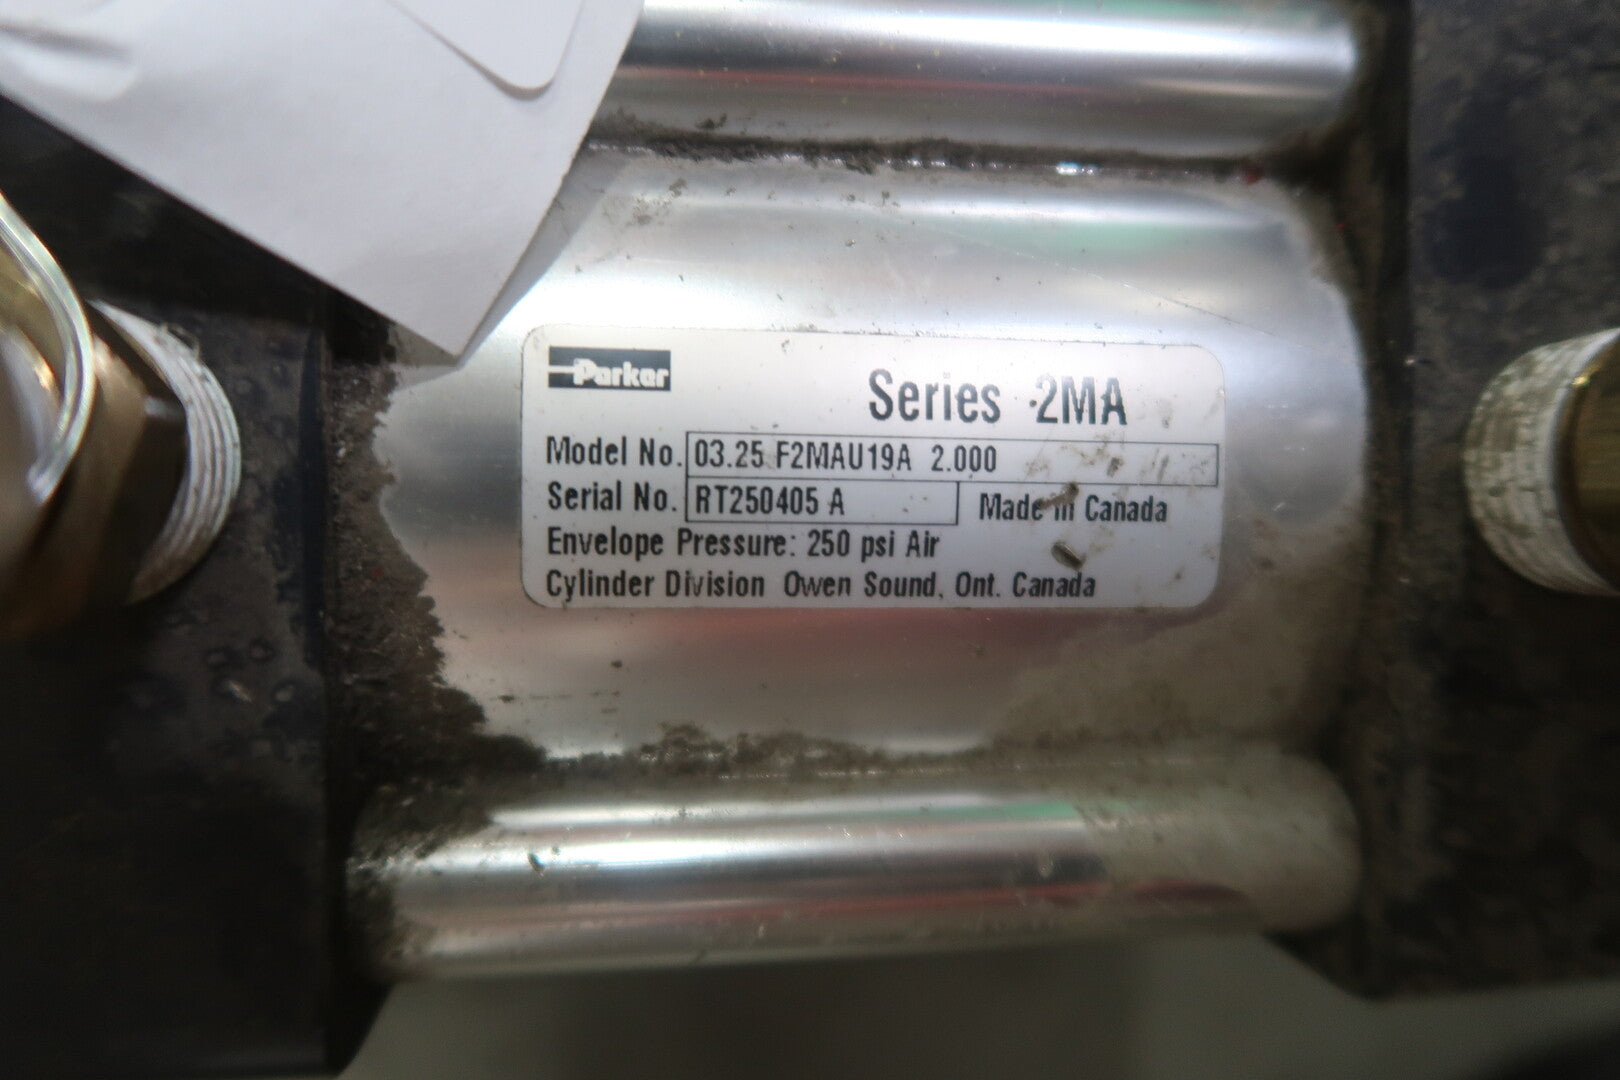 Parker
Series 2MA
Model No. 03.25 F2MAU19A 2.000
Serial No. RT250405 A Made in Canada
Envelope Pressure: 250 psi Air
Cylinder Division Owen Sound, Ont. Canada